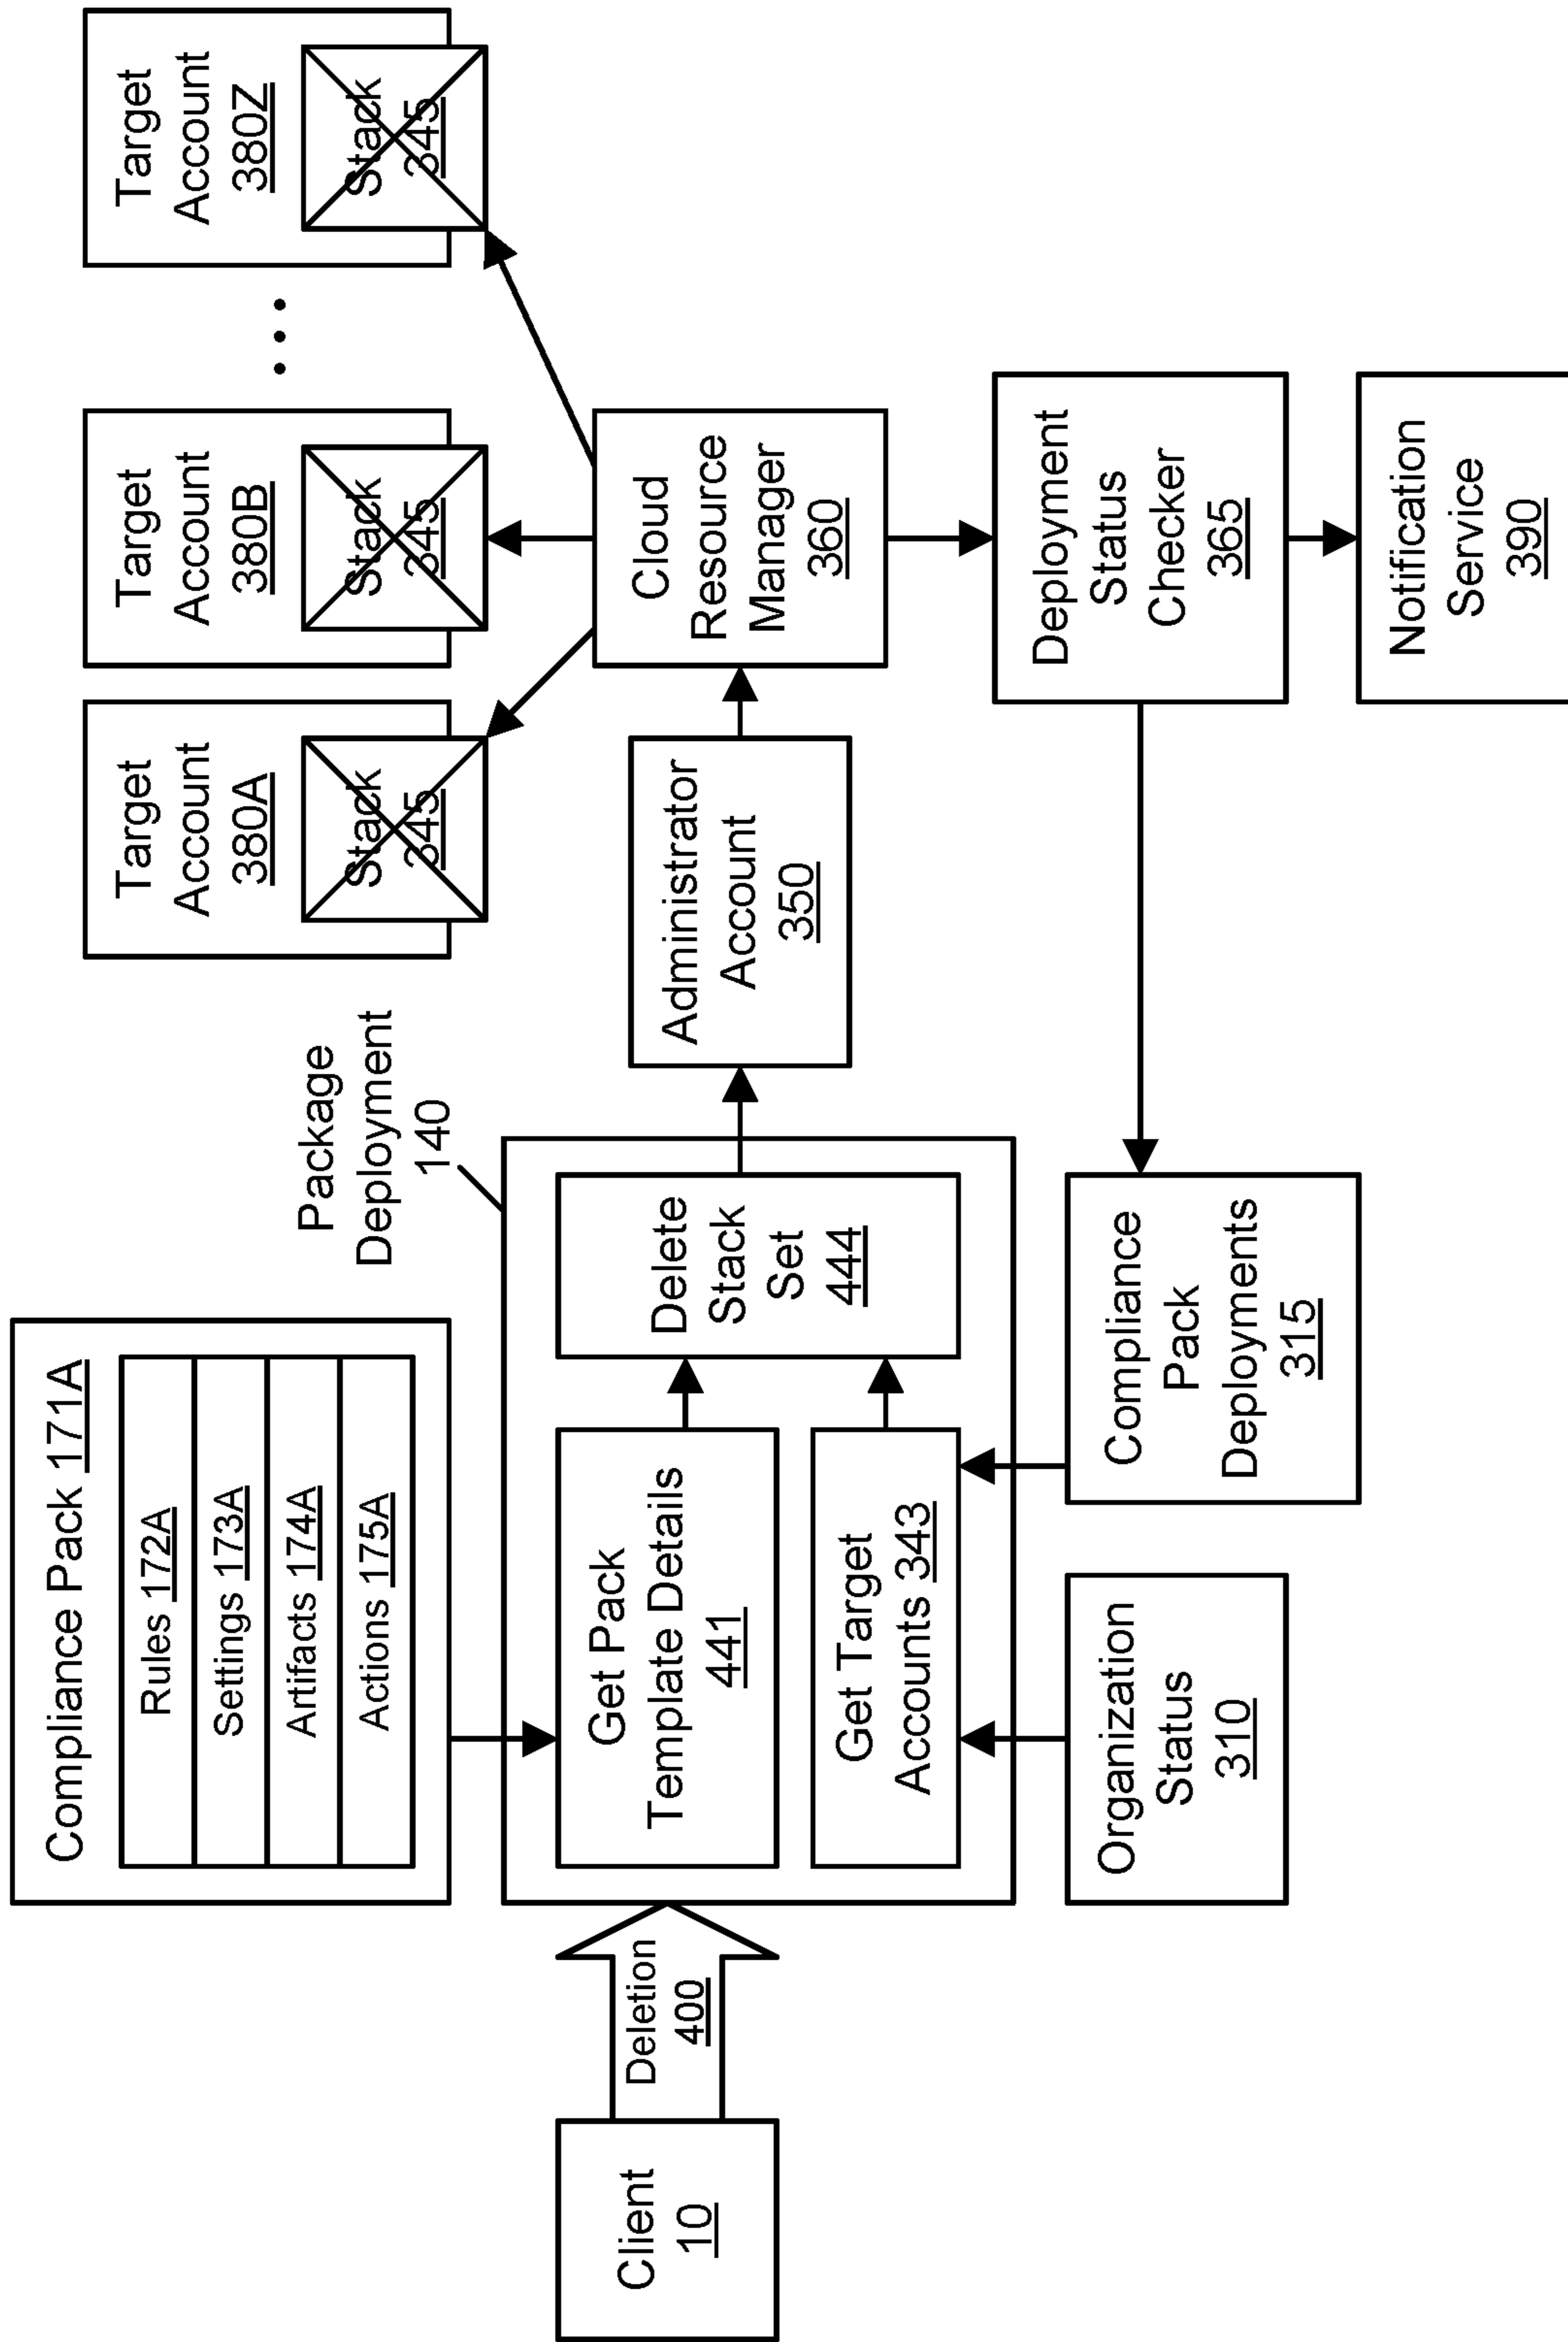 Compliance Pack 171A
Rules 172A
Settings 173A
Artifacts 174A
Actions 175A
Package
Deployment
140
Target
Account
380A
Stack
345
Target
Account
380B
Stack
345
Target
Account
380Z
Stack
345
Client
10
Deletion
400
Get Pack
Template Details
441
Get Target
Accounts 343
Delete
Stack
Set
444
Administrator
Account
350
Cloud
Resource
Manager
360
Organization
Status
310
Compliance
Pack
Deployments
315
Deployment
Status
Checker
365
Notification
Service
390